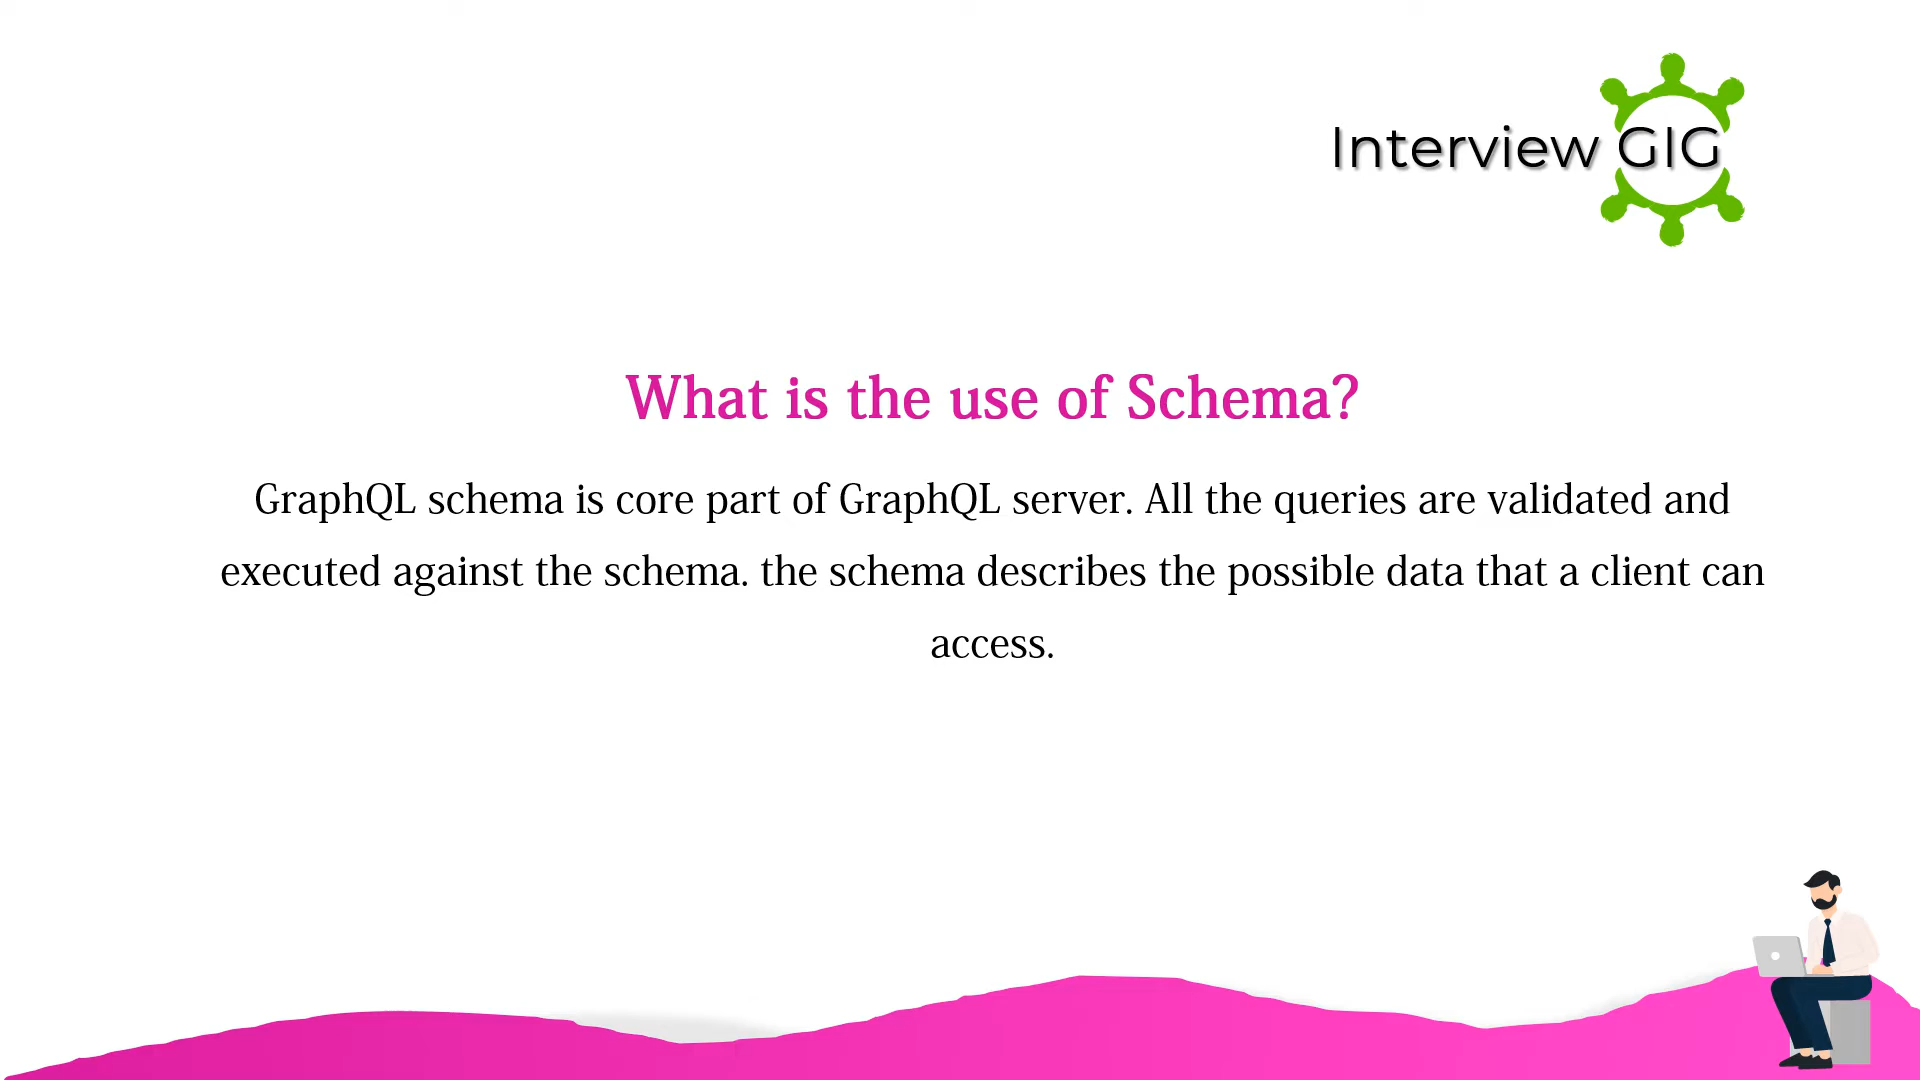 Interview GIG
What is the use of Schema?
GraphQL schema is core part of GraphQL server. All the queries are validated and
executed against the schema. the schema describes the possible data that a client can
access.